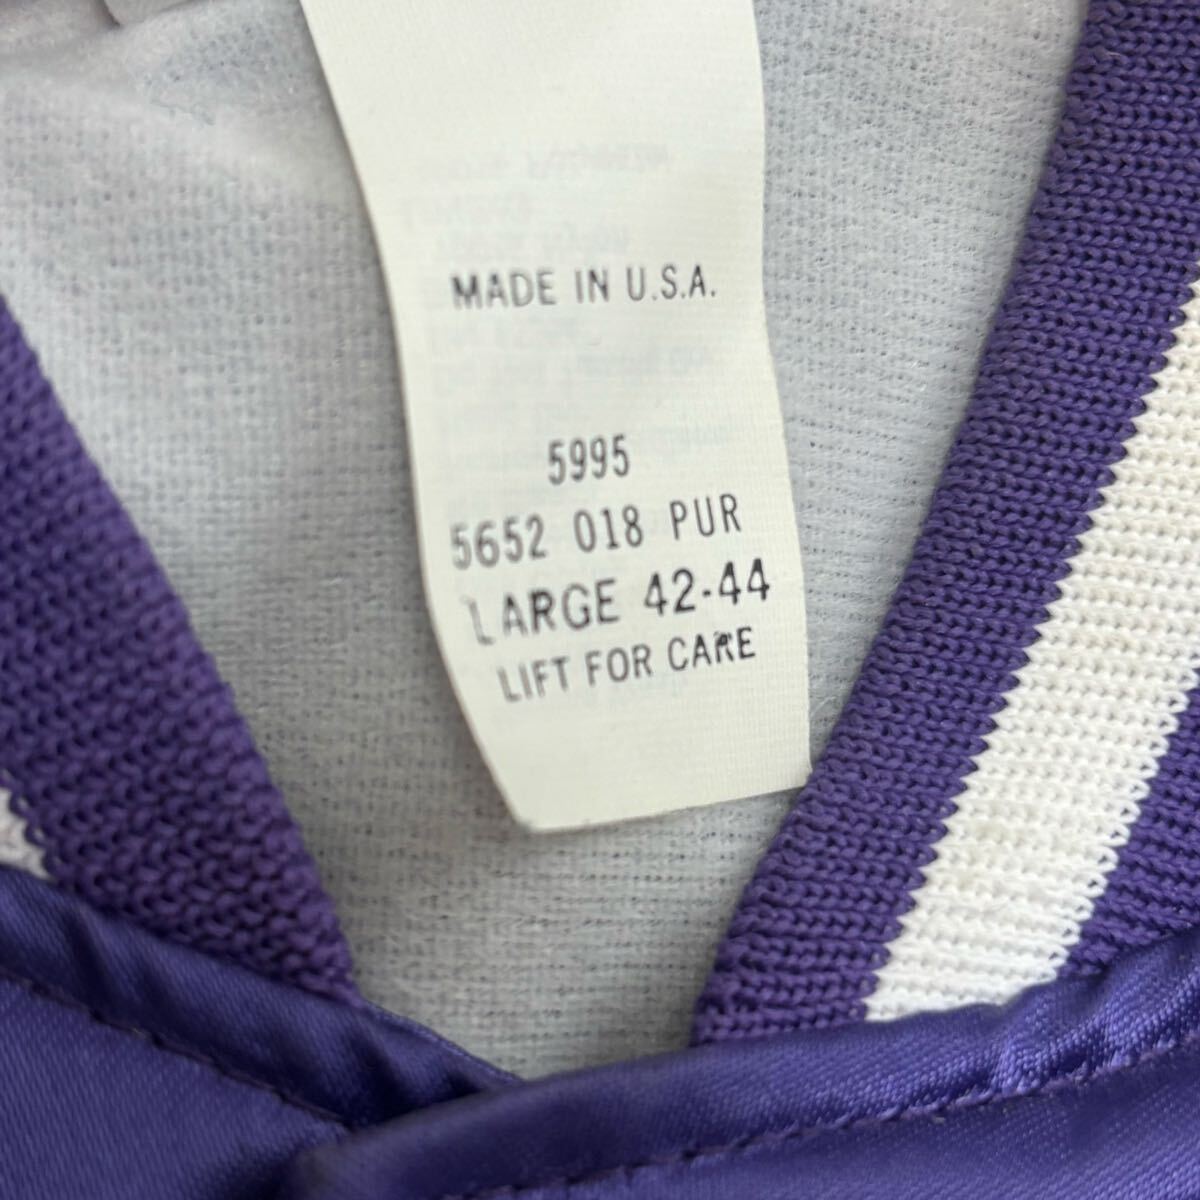 MADE IN U.S.A.
5995
5652 018 PUR
LARGE 42-44
LIFT FOR CARE